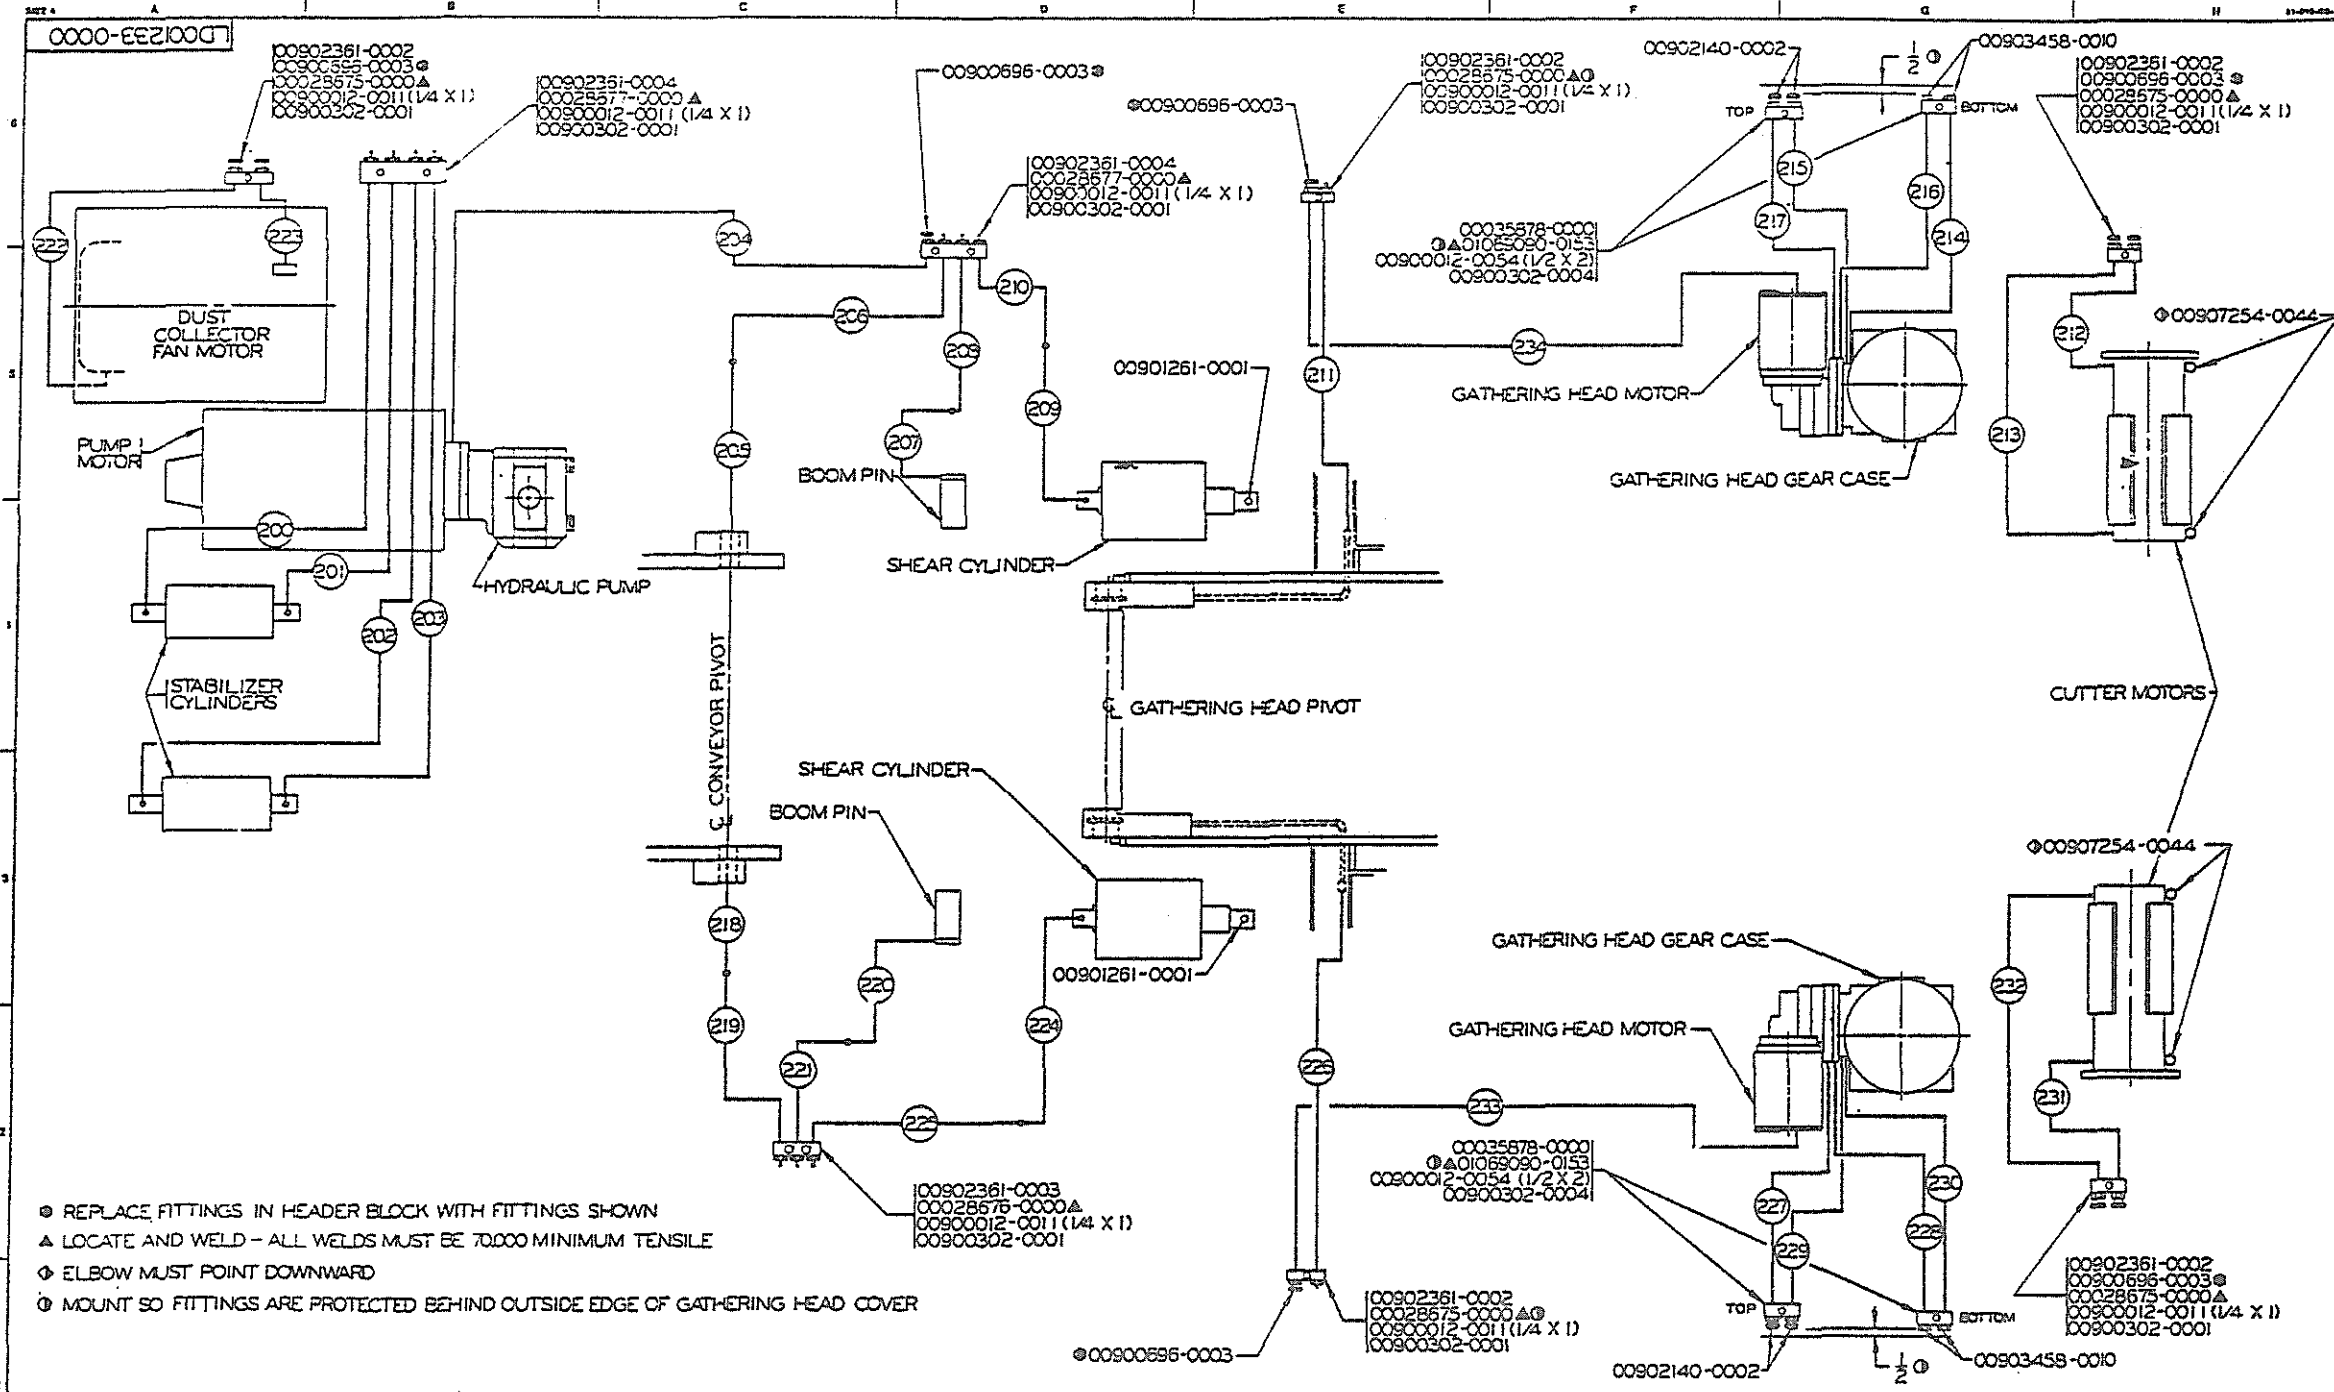 A
B
C
D
E
F
G
H
LD001233-0000
00902361-0002
00900696-0003
00028675-0000
00900012-0011 (1/4 X 1)
00900302-0001
00902361-0004
00028677-0000
00900012-0011 (1/4 X 1)
00900302-0001
00900696-0003
00902361-0004
00028677-0000
00900012-0011 (1/4 X 1)
00900302-0001
00900696-0003
00902361-0002
00028675-0000
00900012-0011 (1/4 X 1)
00900302-0001
00902140-0002
1/2
00903458-0010
TOP
BOTTOM
00902361-0002
00900696-0003
00028675-0000
00900012-0011 (1/4 X 1)
00900302-0001
215
217
216
214
00035878-0000
01069090-0153
00900012-0054 (1/2 X 2)
00900302-0004
222
223
204
210
206
208
209
207
205
211
234
212
213
00907254-0044
DUST
COLLECTOR
FAN MOTOR
00901261-0001
GATHERING HEAD MOTOR
PUMP 1
MOTOR
BOOM PIN
GATHERING HEAD GEAR CASE
200
201
202
203
SHEAR CYLINDER
HYDRAULIC PUMP
STABILIZER
CYLINDERS
CONVEYOR PIVOT
GATHERING HEAD PIVOT
CUTTER MOTORS
SHEAR CYLINDER
BOOM PIN
00907254-0044
218
220
219
221
224
225
226
00901261-0001
GATHERING HEAD GEAR CASE
GATHERING HEAD MOTOR
232
231
233
00035878-0000
01069090-0153
00900012-0054 (1/2 X 2)
00900302-0004
227
229
228
230
00902361-0003
00028676-0000
00900012-0011 (1/4 X 1)
00900302-0001
REPLACE FITTINGS IN HEADER BLOCK WITH FITTINGS SHOWN
LOCATE AND WELD - ALL WELDS MUST BE 70,000 MINIMUM TENSILE
ELBOW MUST POINT DOWNWARD
MOUNT SO FITTINGS ARE PROTECTED BEHIND OUTSIDE EDGE OF GATHERING HEAD COVER
00900696-0003
00902361-0002
00028675-0000
00900012-0011 (1/4 X 1)
00900302-0001
TOP
BOTTOM
00902140-0002
1/2
00903458-0010
00902361-0002
00900696-0003
00028675-0000
00900012-0011 (1/4 X 1)
00900302-0001